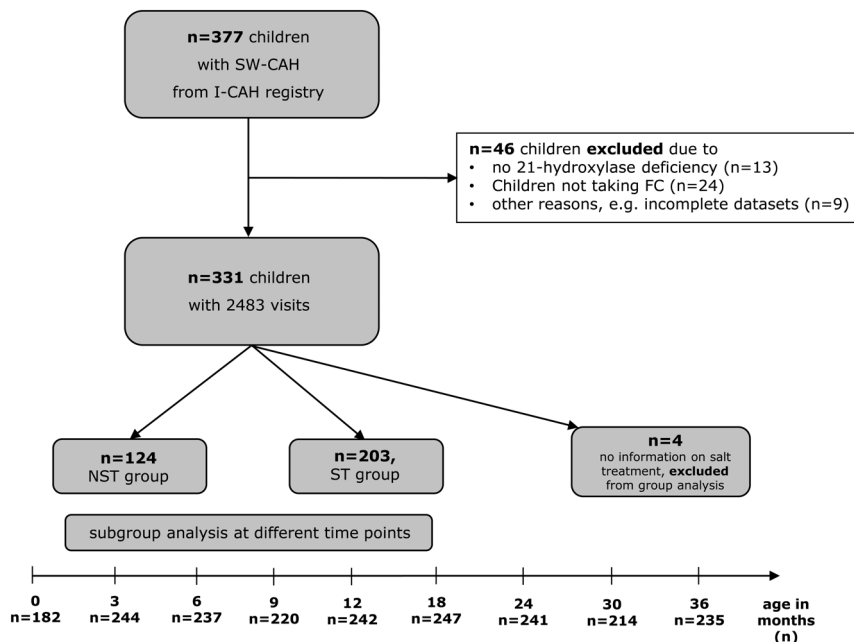 n=377 children
with SW-CAH
from I-CAH registry
n=46 children excluded due to
• no 21-hydroxylase deficiency (n=13)
• Children not taking FC (n=24)
• other reasons, e.g. incomplete datasets (n=9)
n=331 children
with 2483 visits
n=124
NST group
n=203,
ST group
n=4
no information on salt
treatment, excluded
from group analysis
subgroup analysis at different time points
0 3 6 9 12 18 24 30 36 age in
n=182 n=244 n=237 n=220 n=242 n=247 n=241 n=214 n=235 months
(n)